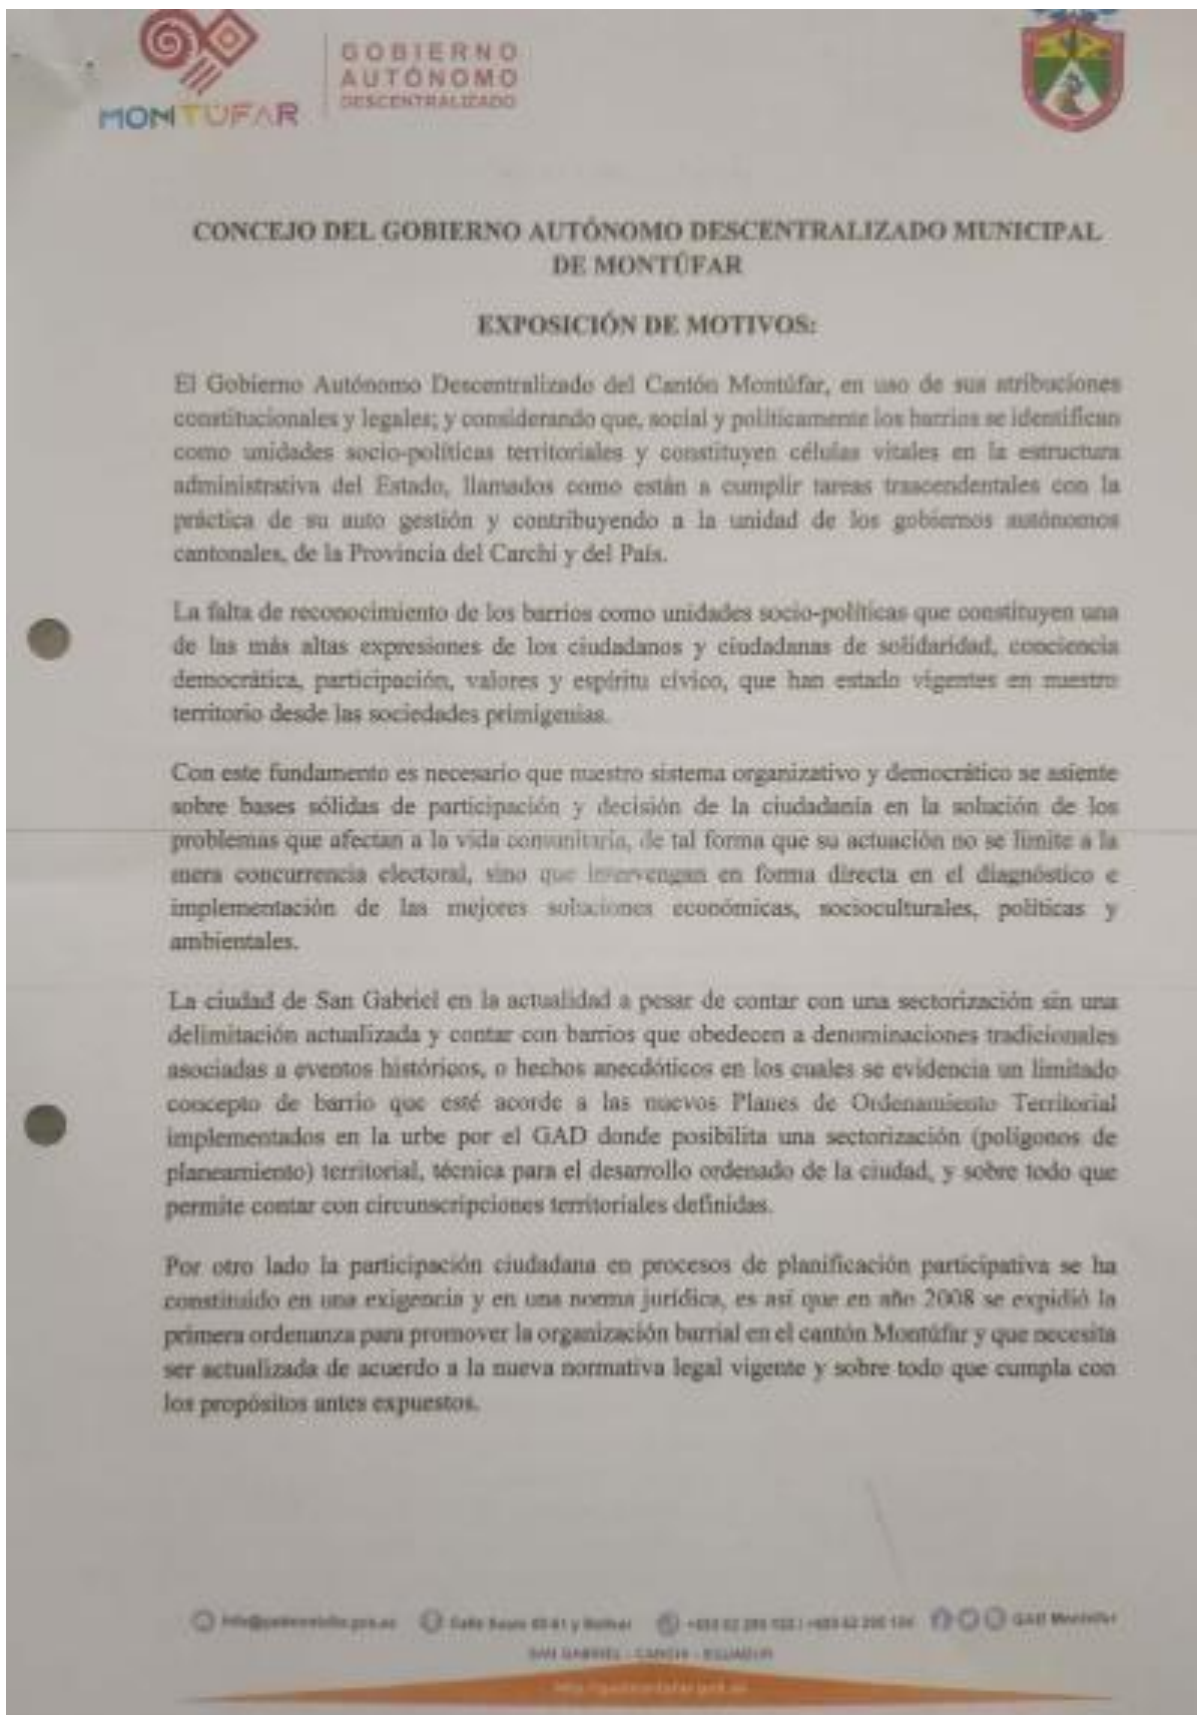 MONTÚFAR
GOBIERNO
AUTÓNOMO
DESCENTRALIZADO
CONCEJO DEL GOBIERNO AUTÓNOMO DESCENTRALIZADO MUNICIPAL
DE MONTÚFAR
EXPOSICIÓN DE MOTIVOS:
El Gobierno Autónomo Descentralizado del Cantón Montúfar, en uso de sus atribuciones
constitucionales y legales; y considerando que, social y políticamente los barrios se identifican
como unidades socio-políticas territoriales y constituyen células vitales en la estructura
administrativa del Estado, llamados como están a cumplir tareas trascendentales con la
práctica de su auto gestión y contribuyendo a la unidad de los gobiernos autónomos
cantonales, de la Provincia del Carchi y del País.
La falta de reconocimiento de los barrios como unidades socio-políticas que constituyen una
de las más altas expresiones de los ciudadanos y ciudadanas de solidaridad, conciencia
democrática, participación, valores y espíritu cívico, que han estado vigentes en nuestro
territorio desde las sociedades primigenias.
Con este fundamento es necesario que nuestro sistema organizativo y democrático se asiente
sobre bases sólidas de participación y decisión de la ciudadanía en la solución de los
problemas que afectan a la vida comunitaria, de tal forma que su actuación no se limite a la
mera concurrencia electoral, sino que intervengan en forma directa en el diagnóstico e
implementación de las mejores soluciones económicas, socioculturales, políticas y
ambientales.
La ciudad de San Gabriel en la actualidad a pesar de contar con una sectorización sin una
delimitación actualizada y contar con barrios que obedecen a denominaciones tradicionales
asociadas a eventos históricos, o hechos anecdóticos en los cuales se evidencia un limitado
concepto de barrio que esté acorde a las nuevos Planes de Ordenamiento Territorial
implementados en la urbe por el GAD donde posibilita una sectorización (polígonos de
planeamiento) territorial, técnica para el desarrollo ordenado de la ciudad, y sobre todo que
permite contar con circunscripciones territoriales definidas.
Por otro lado la participación ciudadana en procesos de planificación participativa se ha
constituido en una exigencia y en una norma jurídica, es así que en año 2008 se expidió la
primera ordenanza para promover la organización barrial en el cantón Montúfar y que necesita
ser actualizada de acuerdo a la nueva normativa legal vigente y sobre todo que cumpla con
los propósitos antes expuestos.
Calle Sucre y Bolívar GAD Montúfar
SAN GABRIEL - CARCHI - ECUADOR